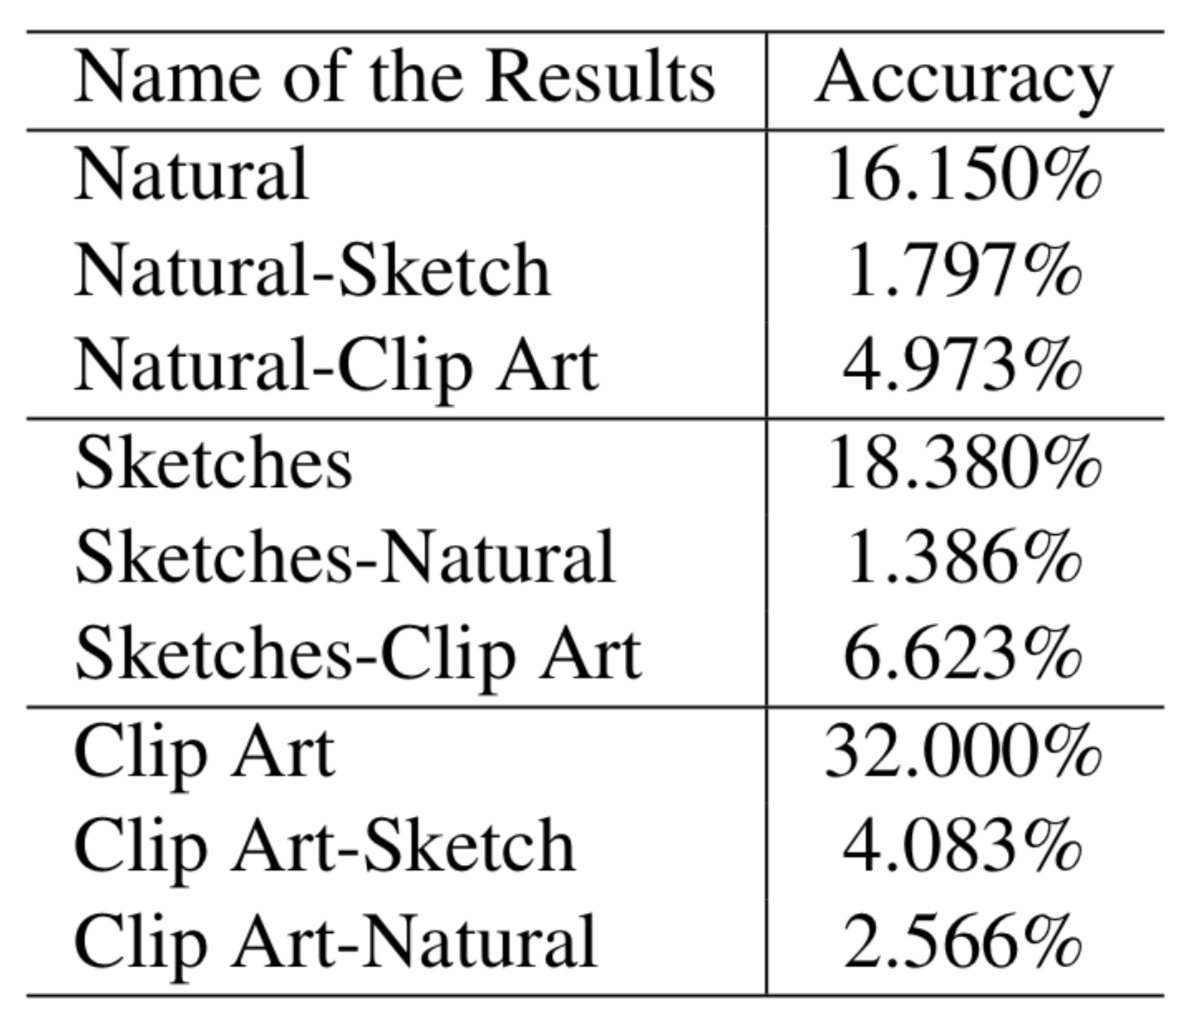 Name of the Results Accuracy
Natural 16.150%
Natural-Sketch 1.797%
Natural-Clip Art 4.973%
Sketches 18.380%
Sketches-Natural 1.386%
Sketches-Clip Art 6.623%
Clip Art 32.000%
Clip Art-Sketch 4.083%
Clip Art-Natural 2.566%